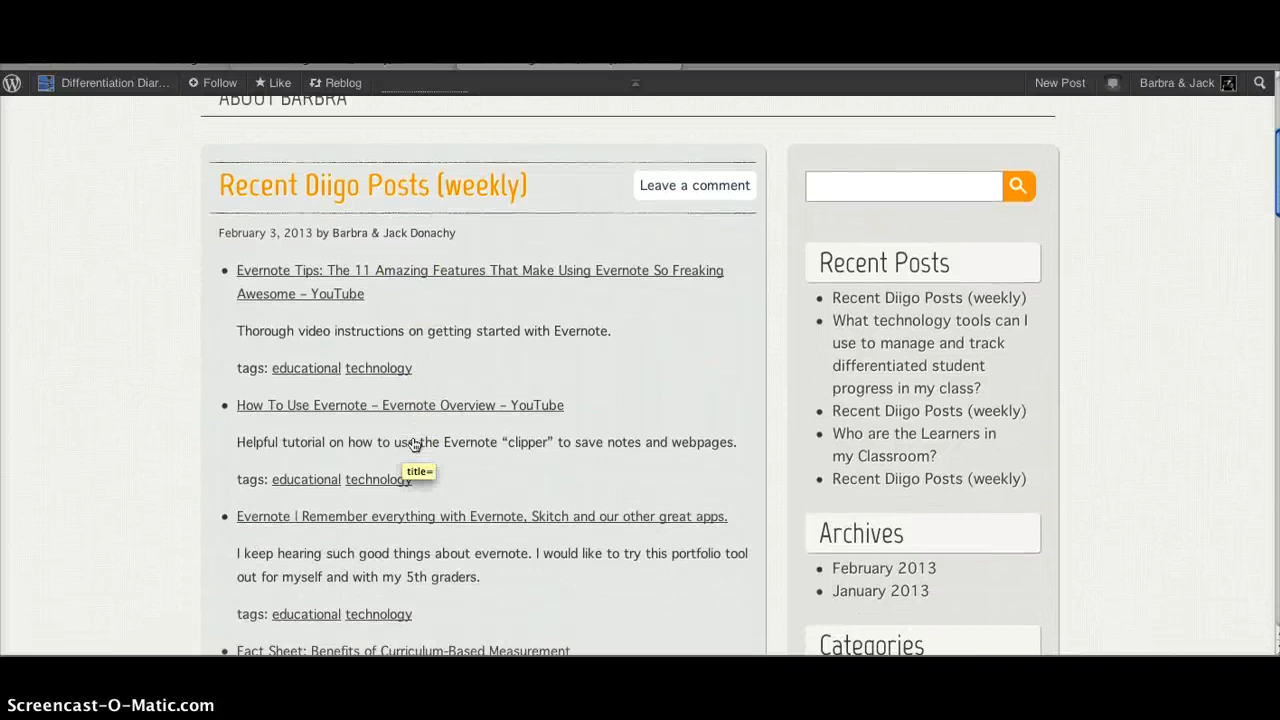 Differentiation Diar... Follow Like Reblog New Post Barbra & Jack
ABOUT BARBRA
Recent Diigo Posts (weekly)
Leave a comment
February 3, 2013 by Barbra & Jack Donachy
• Evernote Tips: The 11 Amazing Features That Make Using Evernote So Freaking
Awesome – YouTube
Thorough video instructions on getting started with Evernote.
tags: educational technology
• How To Use Evernote – Evernote Overview – YouTube
Helpful tutorial on how to use the Evernote “clipper” to save notes and webpages.
title=
tags: educational technology
• Evernote | Remember everything with Evernote, Skitch and our other great apps.
I keep hearing such good things about evernote. I would like to try this portfolio tool
out for myself and with my 5th graders.
tags: educational technology
• Fact Sheet: Benefits of Curriculum-Based Measurement
Recent Posts
• Recent Diigo Posts (weekly)
• What technology tools can I
use to manage and track
differentiated student
progress in my class?
• Recent Diigo Posts (weekly)
• Who are the Learners in
my Classroom?
• Recent Diigo Posts (weekly)
Archives
• February 2013
• January 2013
Categories
Screencast-O-Matic.com